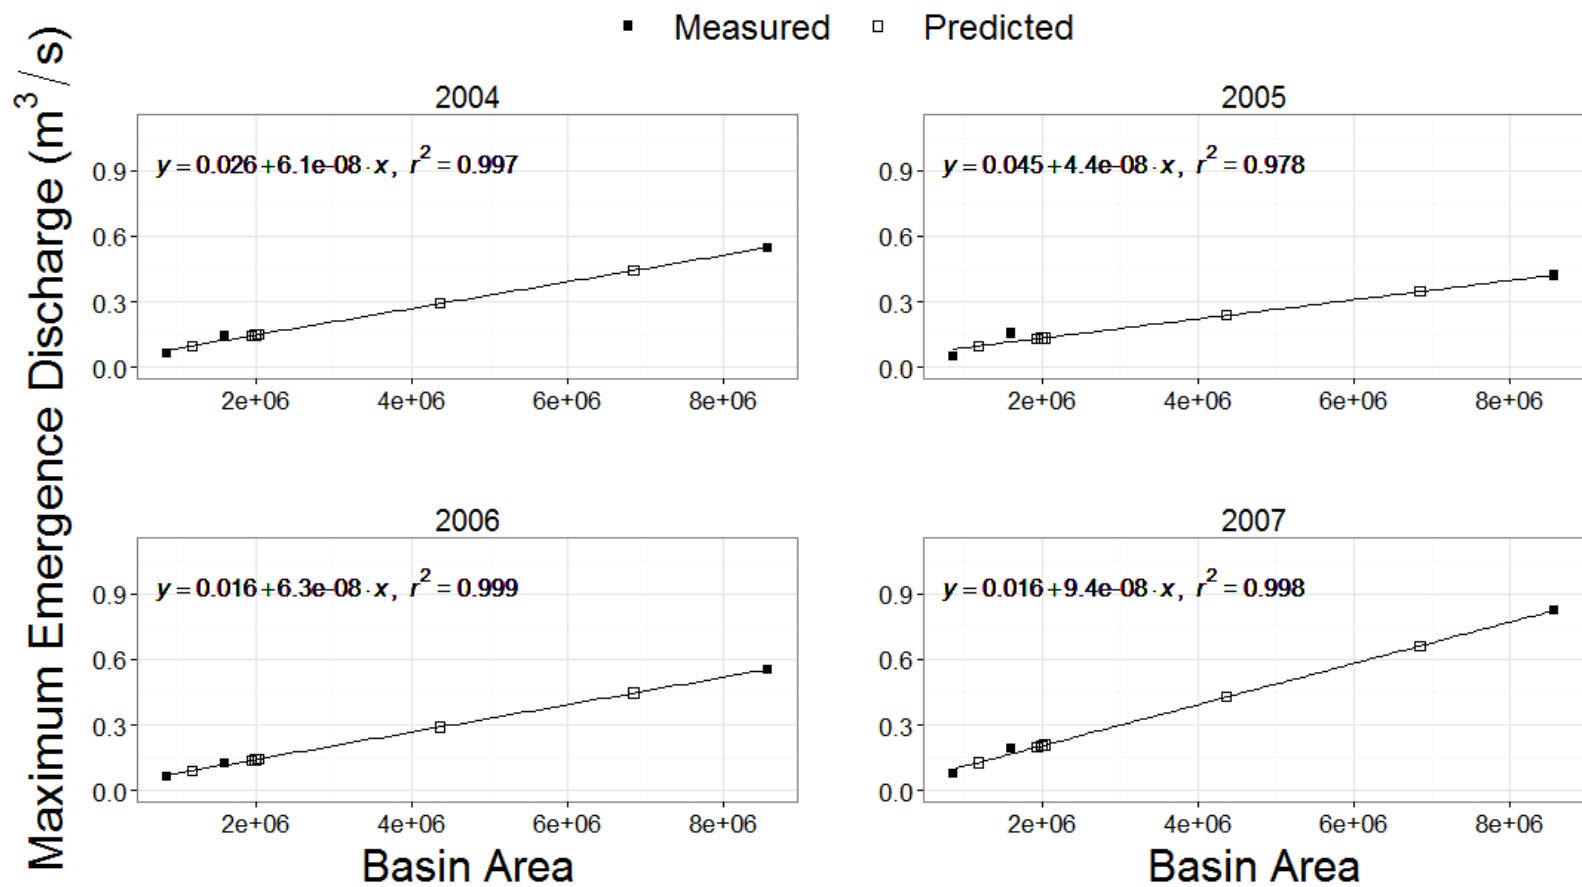 Measured Predicted
Maximum Emergence Discharge (m³/s)
2004
y = 0.026+6.1e−08 · x, r² = 0.997
0.9
0.6
0.3
0.0
2e+06 4e+06 6e+06 8e+06
2005
y = 0.045+4.4e−08 · x, r² = 0.978
0.9
0.6
0.3
0.0
2e+06 4e+06 6e+06 8e+06
2006
y = 0.016+6.3e−08 · x, r² = 0.999
0.9
0.6
0.3
0.0
2e+06 4e+06 6e+06 8e+06
Basin Area
2007
y = 0.016+9.4e−08 · x, r² = 0.998
0.9
0.6
0.3
0.0
2e+06 4e+06 6e+06 8e+06
Basin Area